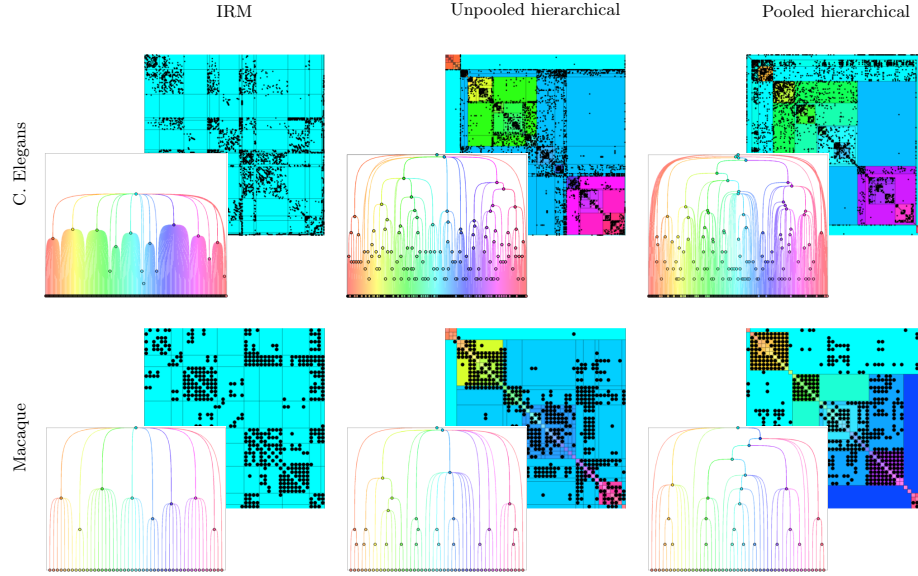 IRM
Unpooled hierarchical
Pooled hierarchical
C. Elegans
Macaque